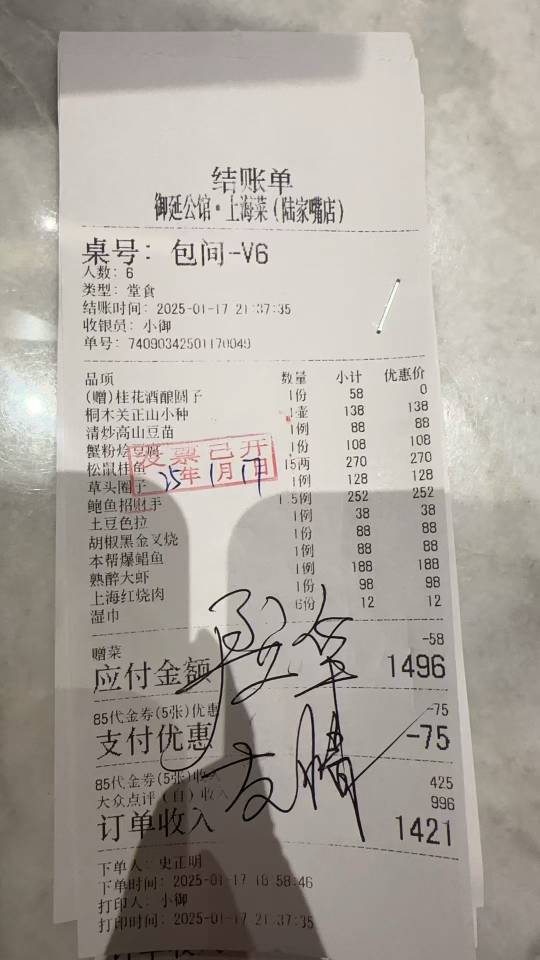 结账单
御延公馆·上海菜(陆家嘴店)
桌号: 包间-V6
人数: 6
类型: 堂食
结账时间: 2025-01-17 21:37:35
收银员: 小御
单号: 74090342501170049
品项 数量 小计 优惠价
(赠)桂花酒酿圆子 1份 58 0
桐木关正山小种 1壶 138 138
清炒高山豆苗 1例 88 88
蟹粉烩 1份 108 108
松鼠桂鱼 15两 270 270
草头圈子 1例 128 128
鲍鱼招财手 1.5例 252 252
土豆色拉 1例 38 38
胡椒黑金叉烧 1份 88 88
本帮爆鲳鱼 1例 88 88
熟醉大虾 1例 188 188
上海红烧肉 1份 98 98
湿巾 6份 12 12
发票已开
25年1月17日
赠菜 -58
应付金额 1496
85代金券(5张)优惠 -75
支付优惠 -75
85代金券(5张)收入 425
大众点评(自)收入 996
订单收入 1421
下单人: 史正明
下单时间: 2025-01-17 18:58:46
打印人: 小御
打印时间: 2025-01-17 21:37:35